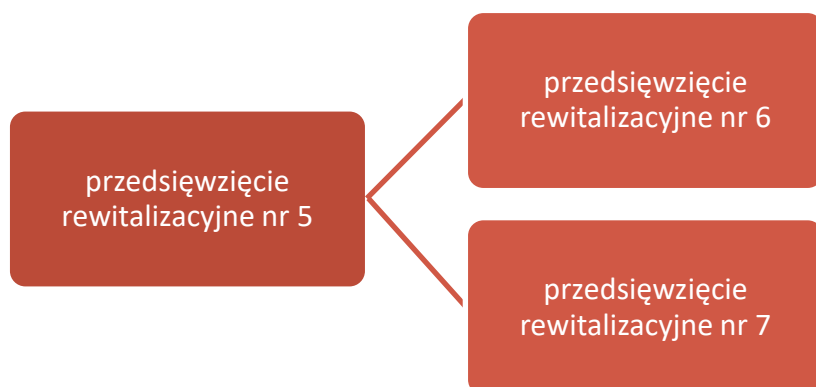 przedsięwzięcie
rewitalizacyjne nr 5
przedsięwzięcie
rewitalizacyjne nr 6
przedsięwzięcie
rewitalizacyjne nr 7